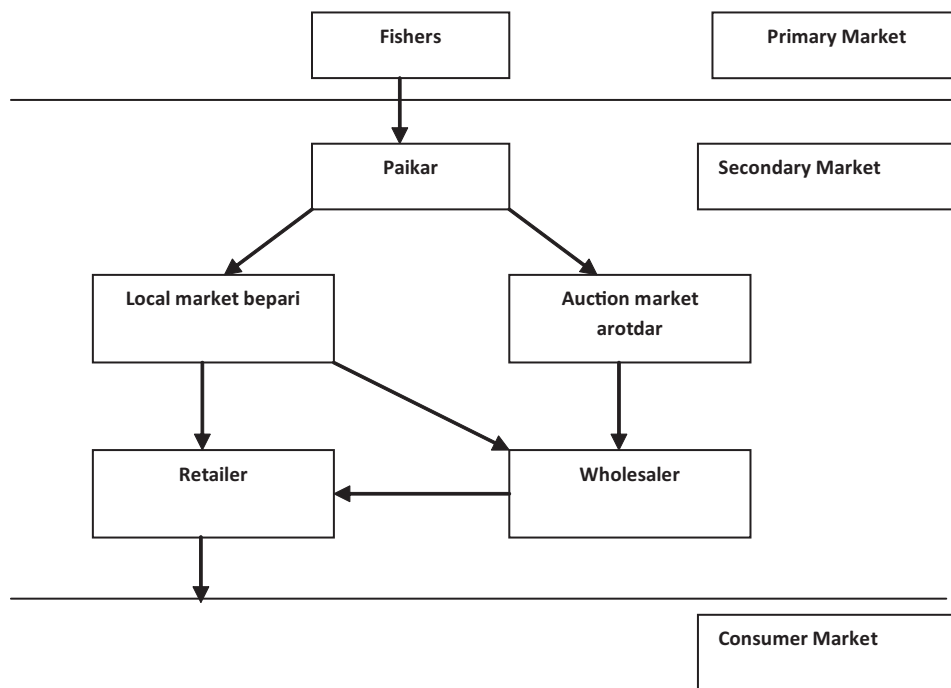 Fishers
Primary Market
Paikar
Secondary Market
Local market bepari
Auction market
arotdar
Retailer
Wholesaler
Consumer Market